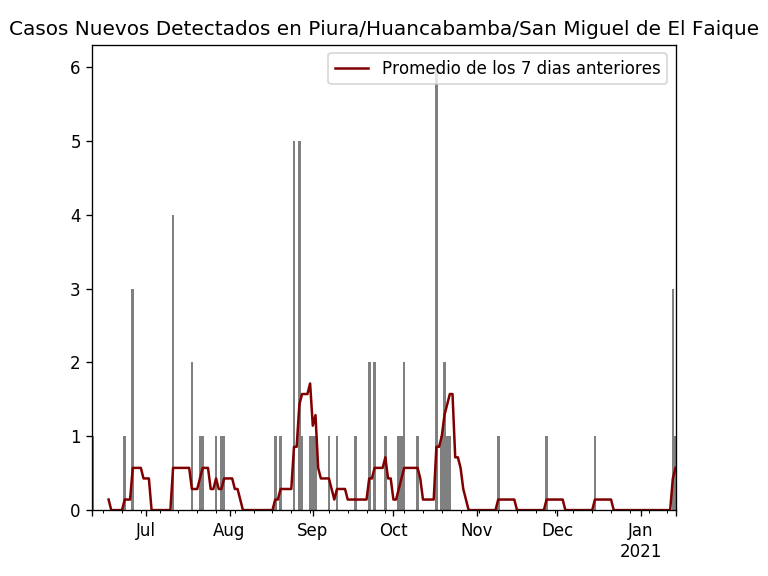 Casos Nuevos Detectados en Piura/Huancabamba/San Miguel de El Faique
Promedio de los 7 dias anteriores
6
5
4
3
2
1
0
Jul Aug Sep Oct Nov Dec Jan
2021